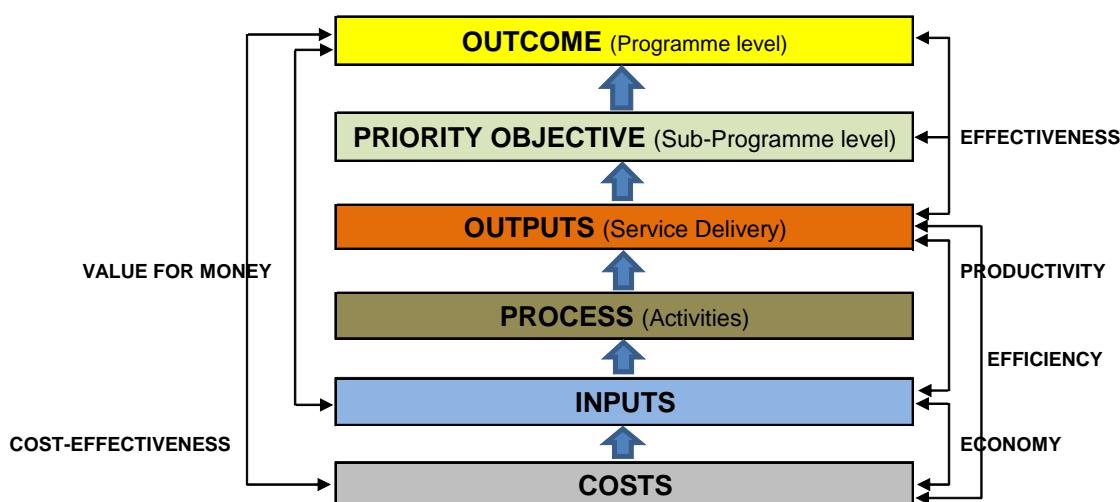 OUTCOME (Programme level)
PRIORITY OBJECTIVE (Sub-Programme level)
EFFECTIVENESS
OUTPUTS (Service Delivery)
VALUE FOR MONEY
PRODUCTIVITY
PROCESS (Activities)
EFFICIENCY
INPUTS
COST-EFFECTIVENESS
ECONOMY
COSTS